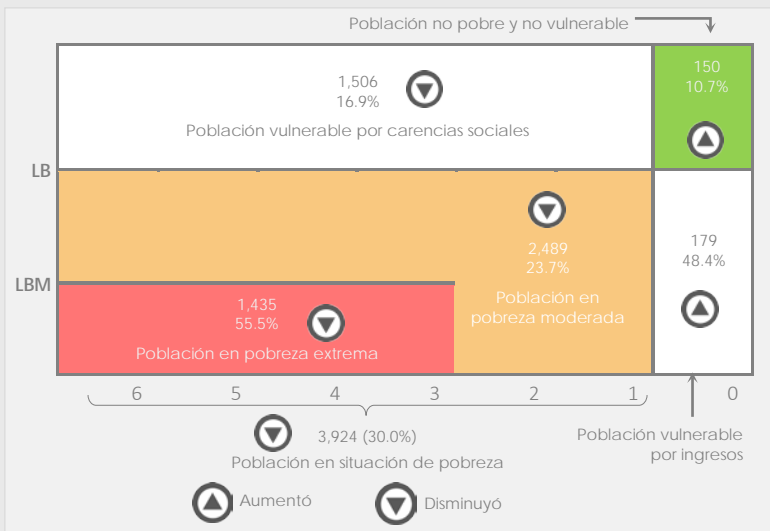 Población no pobre y no vulnerable
150
10.7%
1,506
16.9%
Población vulnerable por carencias sociales
LB
2,489
23.7%
Población en
pobreza moderada
179
48.4%
LBM
1,435
55.5%
Población en pobreza extrema
6 5 4 3 2 1 0
3,924 (30.0%)
Población en situación de pobreza
Población vulnerable
por ingresos
Aumentó Disminuyó